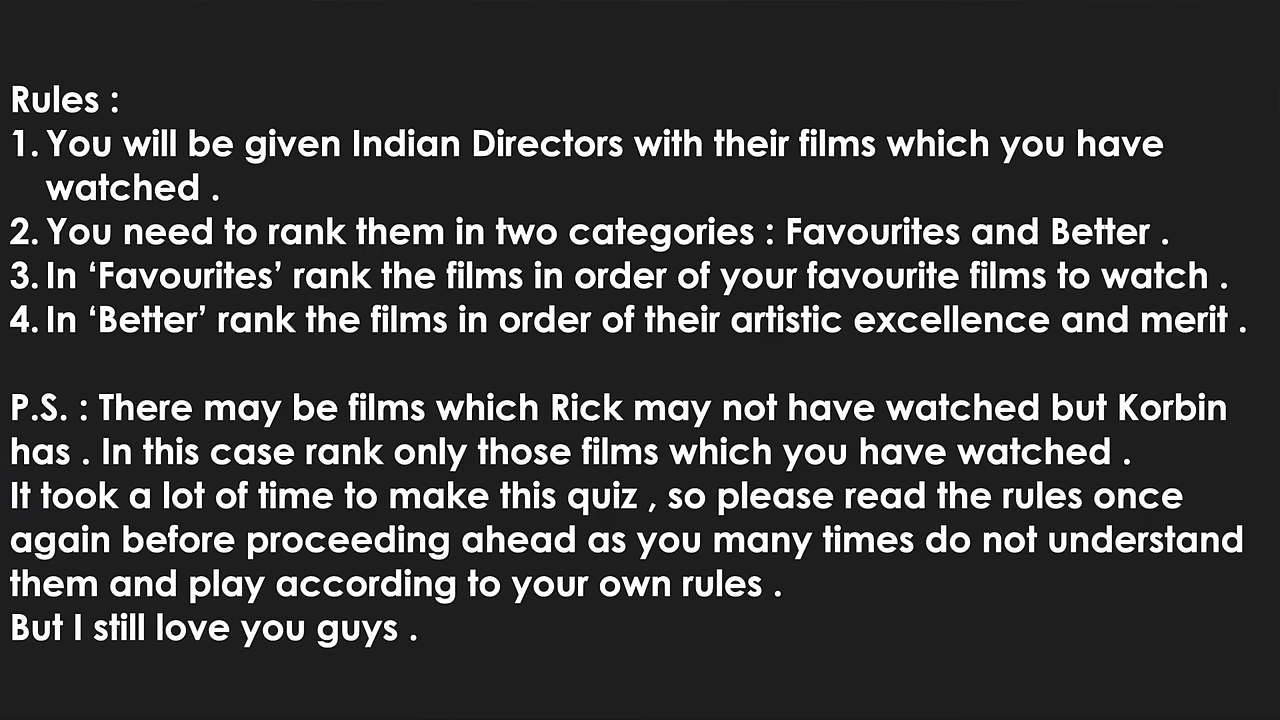 Rules :
1. You will be given Indian Directors with their films which you have
watched .
2. You need to rank them in two categories : Favourites and Better .
3. In ‘Favourites’ rank the films in order of your favourite films to watch .
4. In ‘Better’ rank the films in order of their artistic excellence and merit .
P.S. : There may be films which Rick may not have watched but Korbin
has . In this case rank only those films which you have watched .
It took a lot of time to make this quiz , so please read the rules once
again before proceeding ahead as you many times do not understand
them and play according to your own rules .
But I still love you guys .